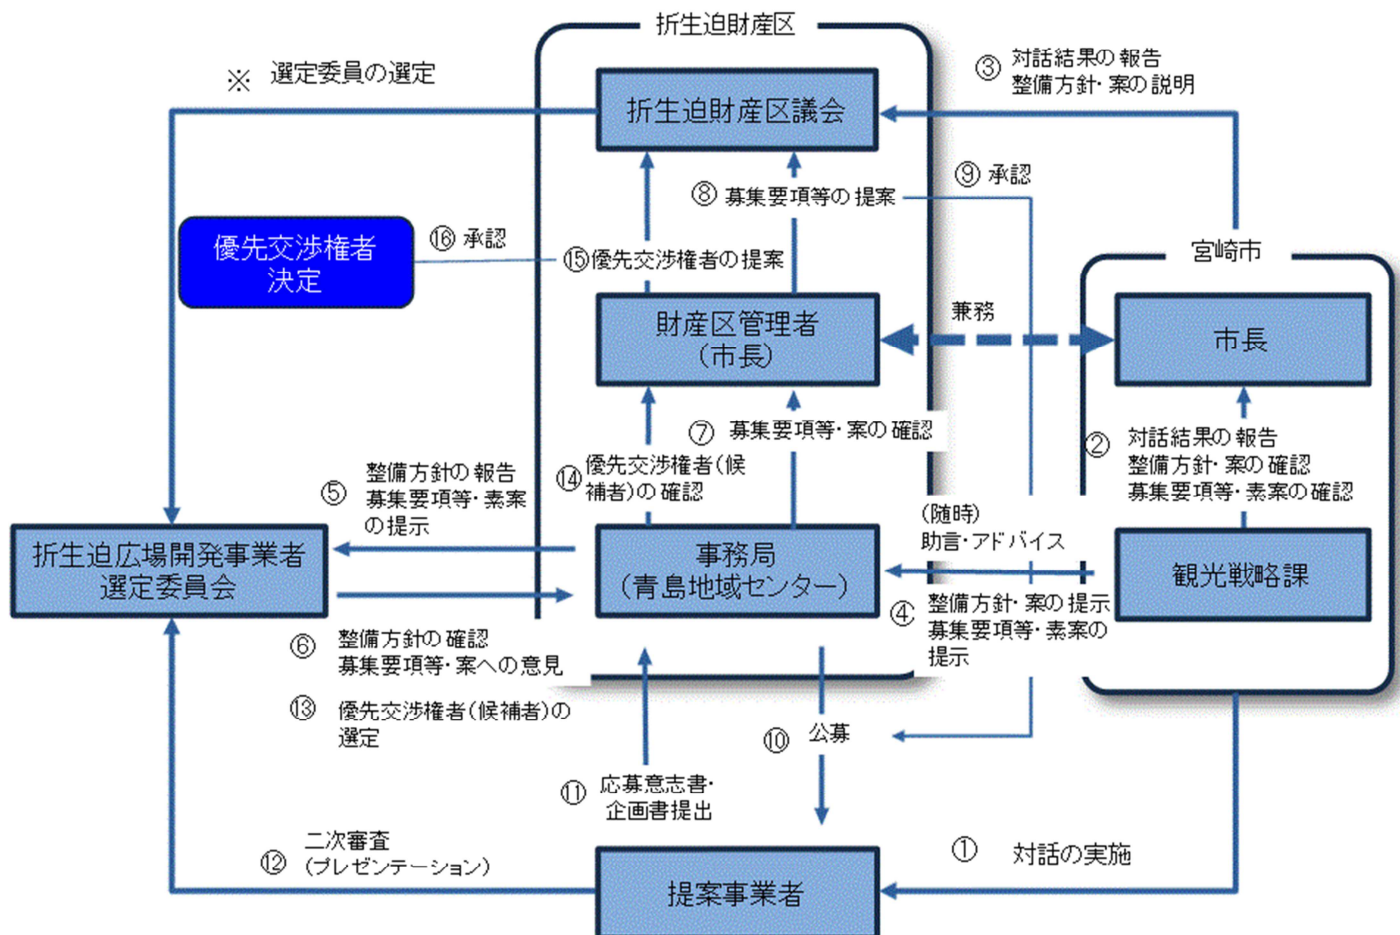 折生迫財産区
※ 選定委員の選定
折生迫財産区議会
③ 対話結果の報告
整備方針・案の説明
⑧ 募集要項等の提案
⑨ 承認
優先交渉権者
決定
⑯ 承認
⑮優先交渉権者の提案
宮崎市
財産区管理者
(市長)
兼務
市長
⑦ 募集要項等・案の確認
② 対話結果の報告
整備方針・案の確認
募集要項等・素案の確認
⑭ 優先交渉権者(候
補者)の確認
⑤ 整備方針の報告
募集要項等・素案
の提示
(随時)
助言・アドバイス
折生迫広場開発事業者
選定委員会
事務局
(青島地域センター)
観光戦略課
④ 整備方針・案の提示
募集要項等・素案の
提示
⑥ 整備方針の確認
募集要項等・案への意見
⑬ 優先交渉権者(候補者)の
選定
⑩ 公募
⑪ 応募意志書・
企画書提出
⑫ 二次審査
(プレゼンテーション)
提案事業者
① 対話の実施